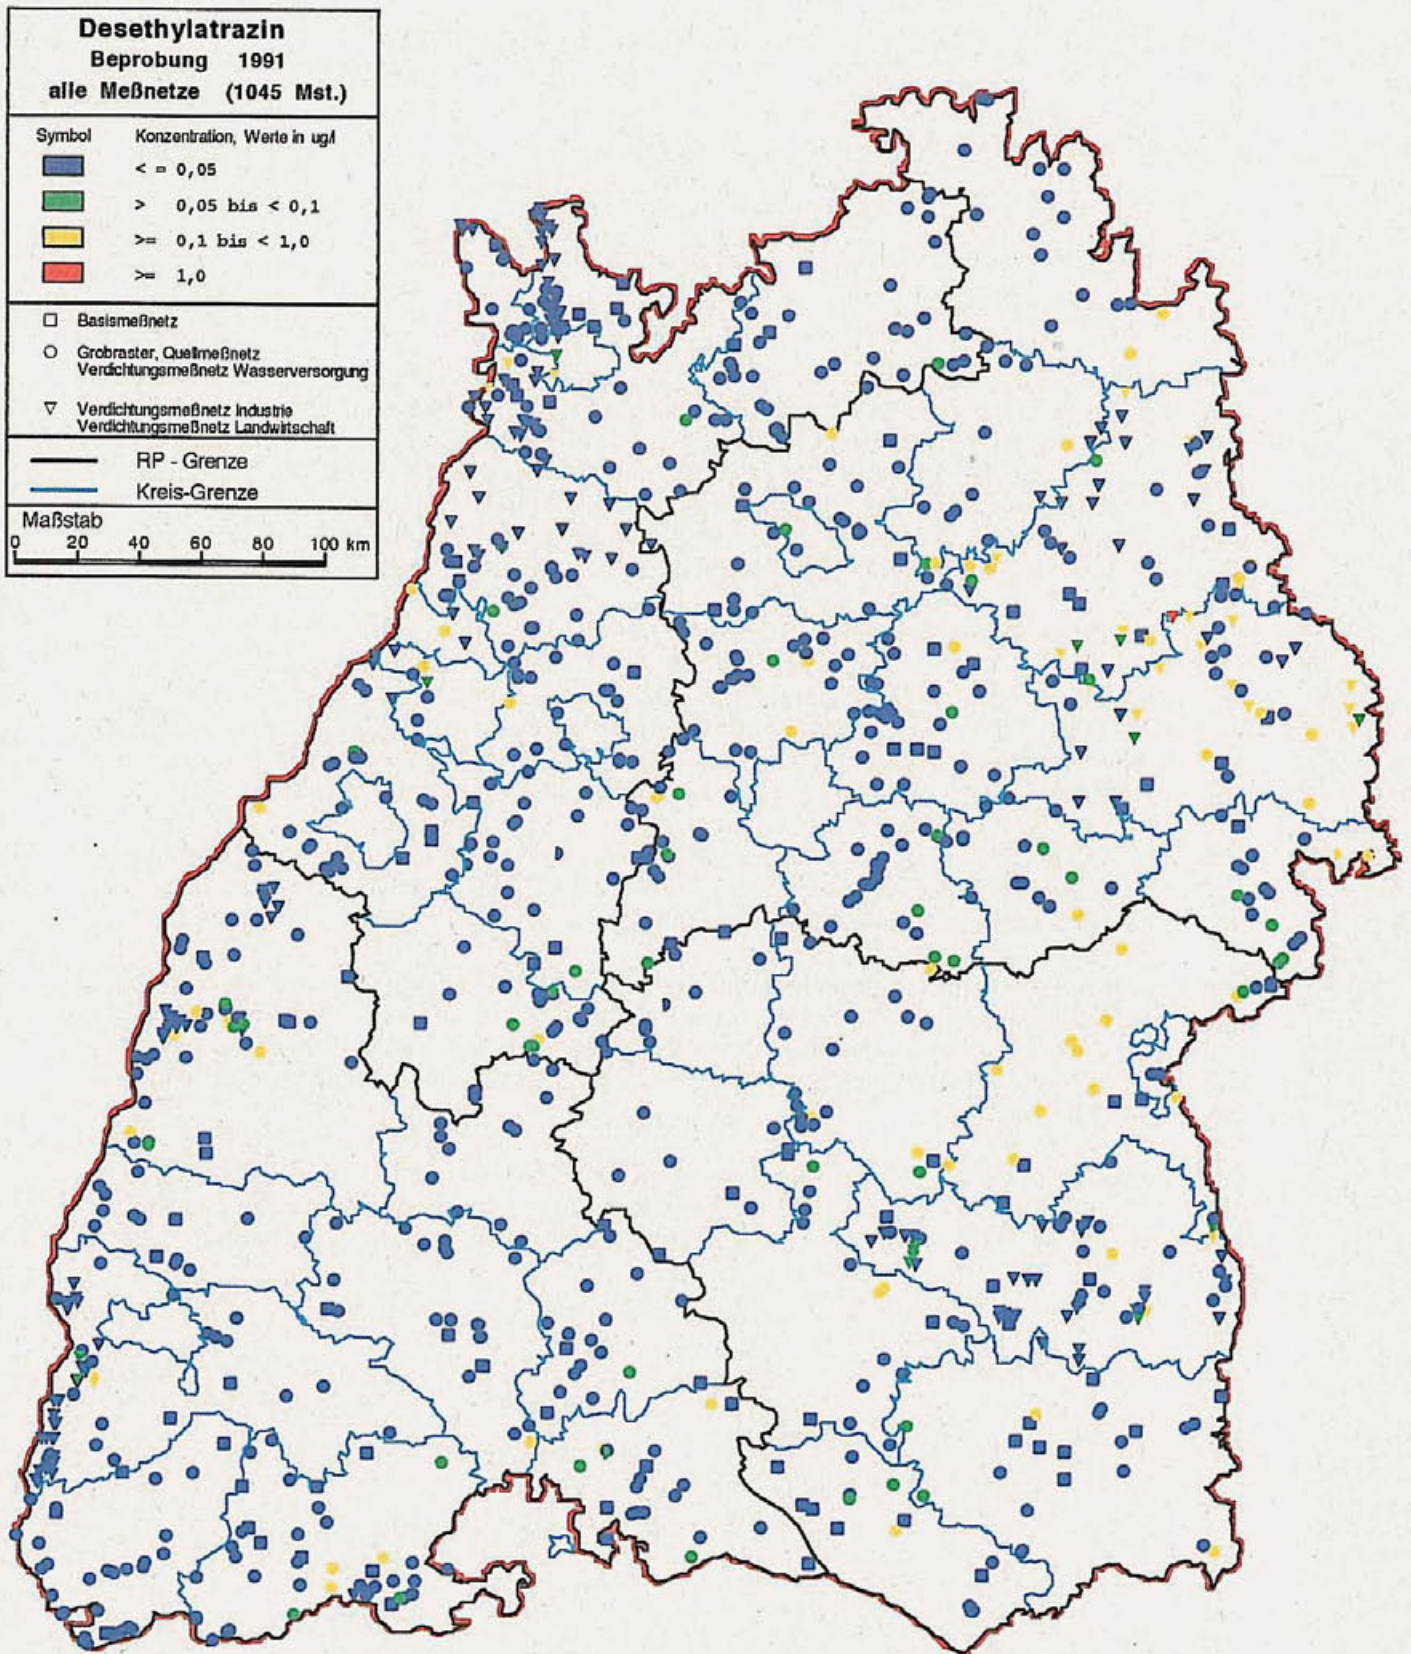 Desethylatrazin
Beprobung 1991
alle Meßnetze (1045 Mst.)
Symbol Konzentration, Werte in ug/l
< = 0,05
> 0,05 bis < 0,1
>= 0,1 bis < 1,0
>= 1,0
Basismeßnetz
Grobraster, Quellmeßnetz
Verdichtungsmeßnetz Wasserversorgung
Verdichtungsmeßnetz Industrie
Verdichtungsmeßnetz Landwirtschaft
RP - Grenze
Kreis-Grenze
Maßstab
0 20 40 60 80 100 km